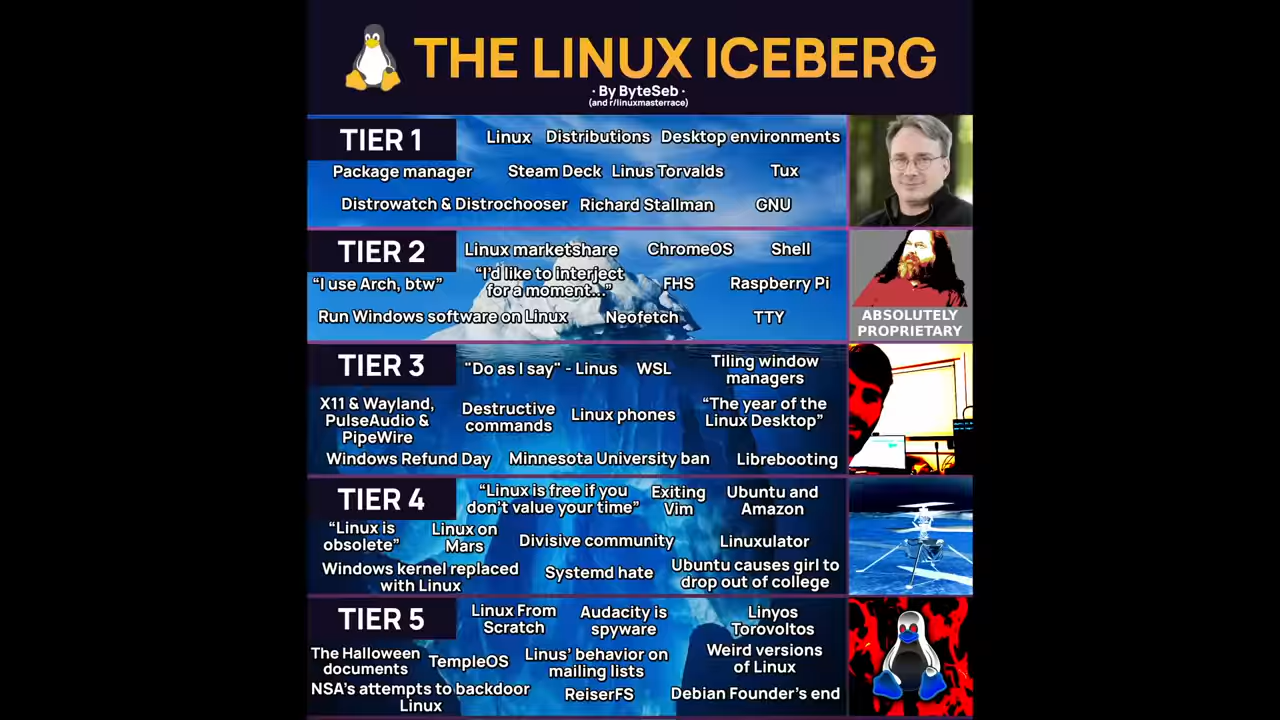 THE LINUX ICEBERG
· By ByteSeb ·
(and r/linuxmasterrace)
TIER 1
Linux
Distributions
Desktop environments
Package manager
Steam Deck
Linus Torvalds
Tux
Distrowatch & Distrochooser
Richard Stallman
GNU
TIER 2
Linux marketshare
ChromeOS
Shell
“I use Arch, btw”
“I’d like to interject
for a moment...”
FHS
Raspberry Pi
Run Windows software on Linux
Neofetch
TTY
ABSOLUTELY
PROPRIETARY
TIER 3
"Do as I say" - Linus
WSL
Tiling window
managers
X11 & Wayland,
PulseAudio &
PipeWire
Destructive
commands
Linux phones
“The year of the
Linux Desktop”
Windows Refund Day
Minnesota University ban
Librebooting
TIER 4
“Linux is free if you
don’t value your time”
Exiting
Vim
Ubuntu and
Amazon
“Linux is
obsolete”
Linux on
Mars
Divisive community
Linuxulator
Windows kernel replaced
with Linux
Systemd hate
Ubuntu causes girl to
drop out of college
TIER 5
Linux From
Scratch
Audacity is
spyware
Linyos
Torovoltos
The Halloween
documents
TempleOS
Linus’ behavior on
mailing lists
Weird versions
of Linux
NSA’s attempts to backdoor
Linux
ReiserFS
Debian Founder’s end